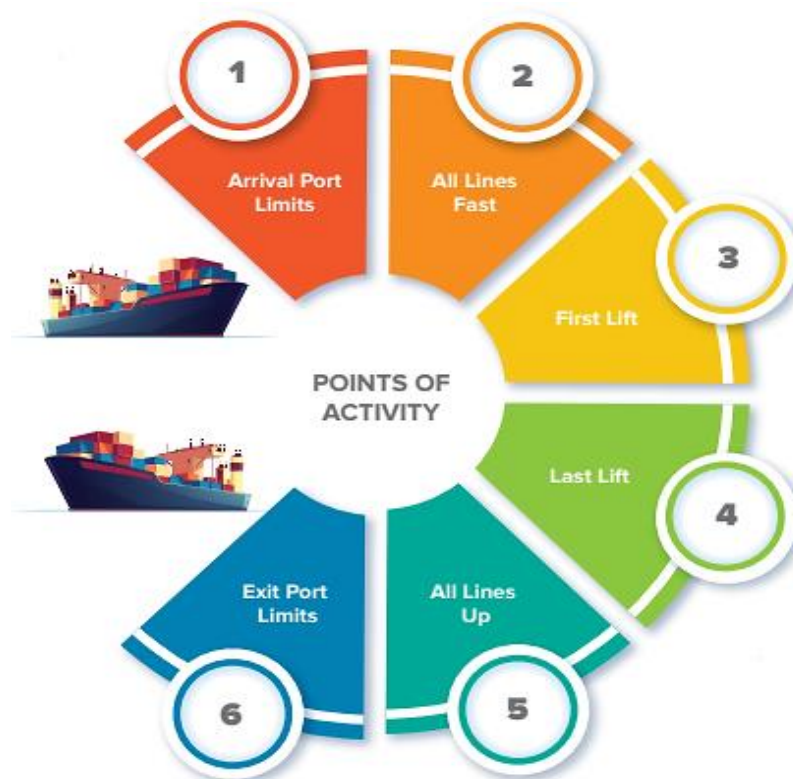 1
Arrival Port
Limits
2
All Lines
Fast
3
First Lift
POINTS OF
ACTIVITY
4
Last Lift
5
All Lines
Up
6
Exit Port
Limits